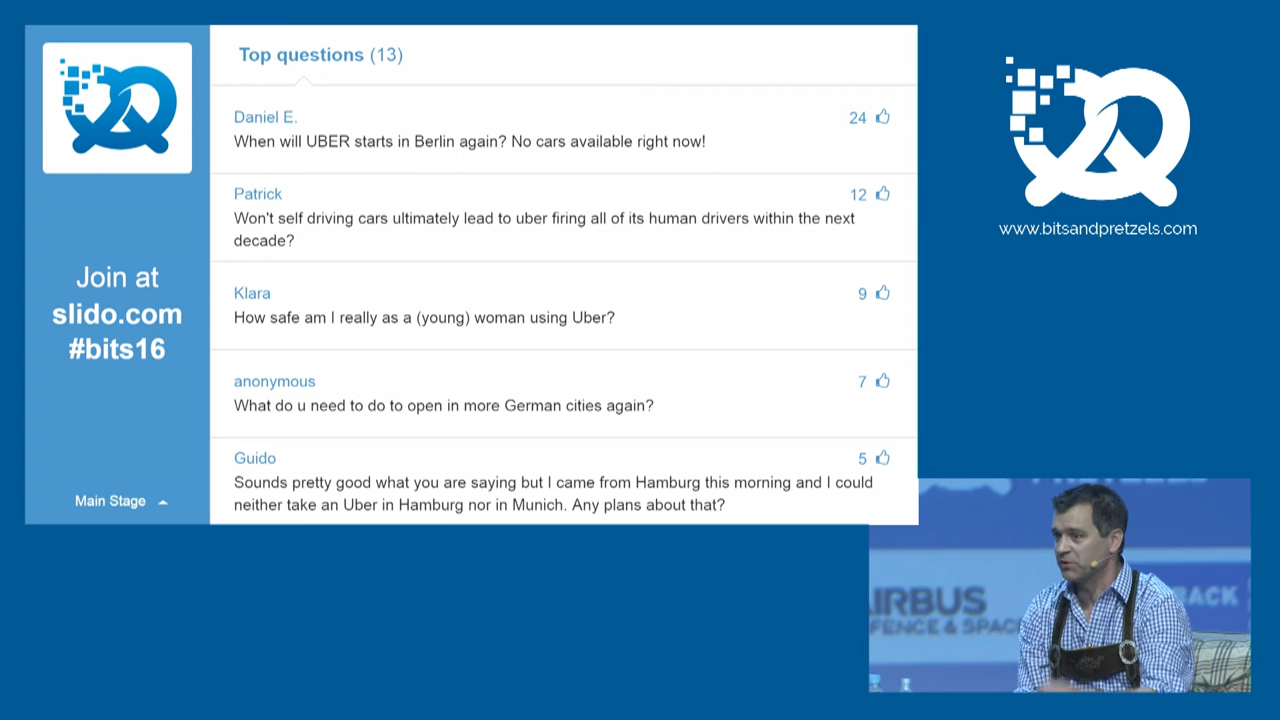 Top questions (13)
Daniel E.
24
When will UBER starts in Berlin again? No cars available right now!
Patrick
12
Won't self driving cars ultimately lead to uber firing all of its human drivers within the next
decade?
Klara
9
How safe am I really as a (young) woman using Uber?
anonymous
7
What do u need to do to open in more German cities again?
Guido
5
Sounds pretty good what you are saying but I came from Hamburg this morning and I could
neither take an Uber in Hamburg nor in Munich. Any plans about that?
Join at
slido.com
#bits16
Main Stage
www.bitsandpretzels.com
IRBUS
FENCE & SPAC
ACK